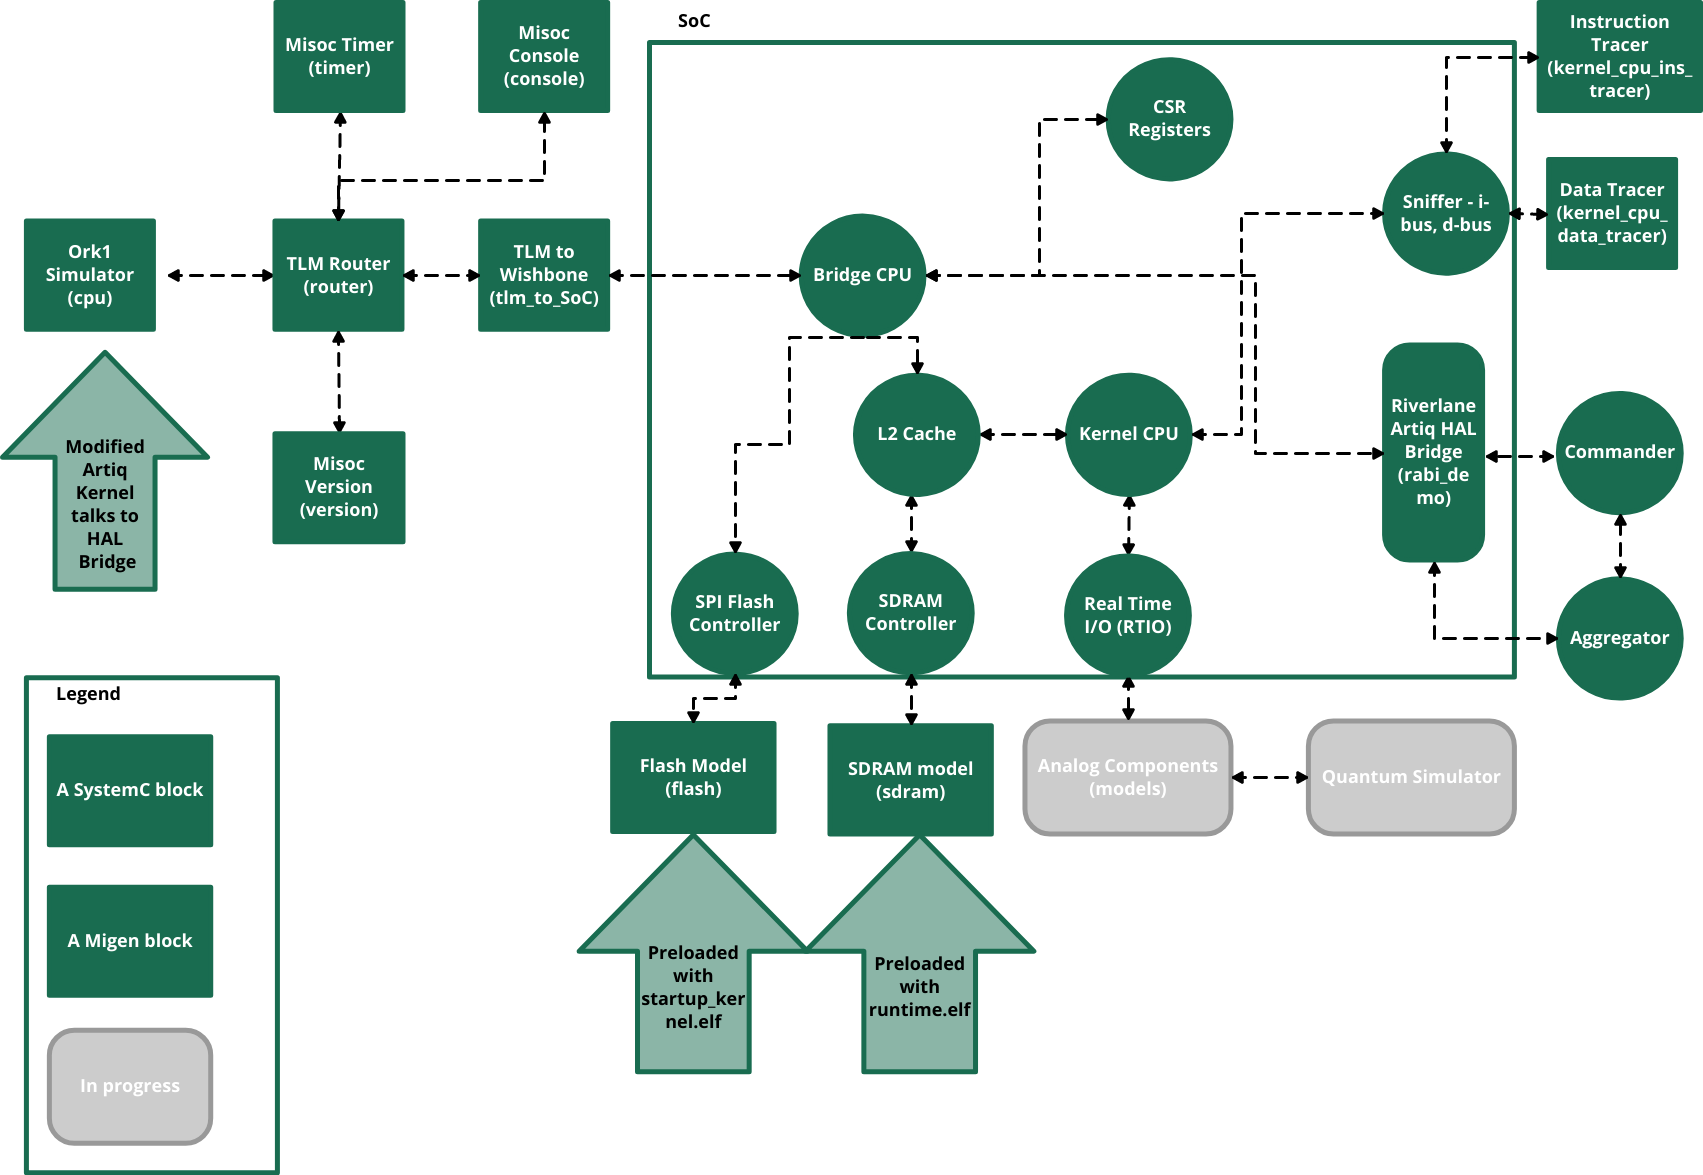 SoC
Misoc Timer
(timer)
Misoc
Console
(console)
Instruction
Tracer
(kernel_cpu_ins_
tracer)
CSR
Registers
Sniffer - i-
bus, d-bus
Data Tracer
(kernel_cpu_
data_tracer)
Ork1
Simulator
(cpu)
TLM Router
(router)
TLM to
Wishbone
(tlm_to_SoC)
Bridge CPU
Modified
Artiq
Kernel
talks to
HAL
Bridge
Misoc
Version
(version)
L2 Cache
Kernel CPU
Riverlane
Artiq HAL
Bridge
(rabi_de
mo)
Commander
SPI Flash
Controller
SDRAM
Controller
Real Time
I/O (RTIO)
Aggregator
Flash Model
(flash)
SDRAM model
(sdram)
Analog Components
(models)
Quantum Simulator
Preloaded
with
startup_ker
nel.elf
Preloaded
with
runtime.elf
Legend
A SystemC block
A Migen block
In progress